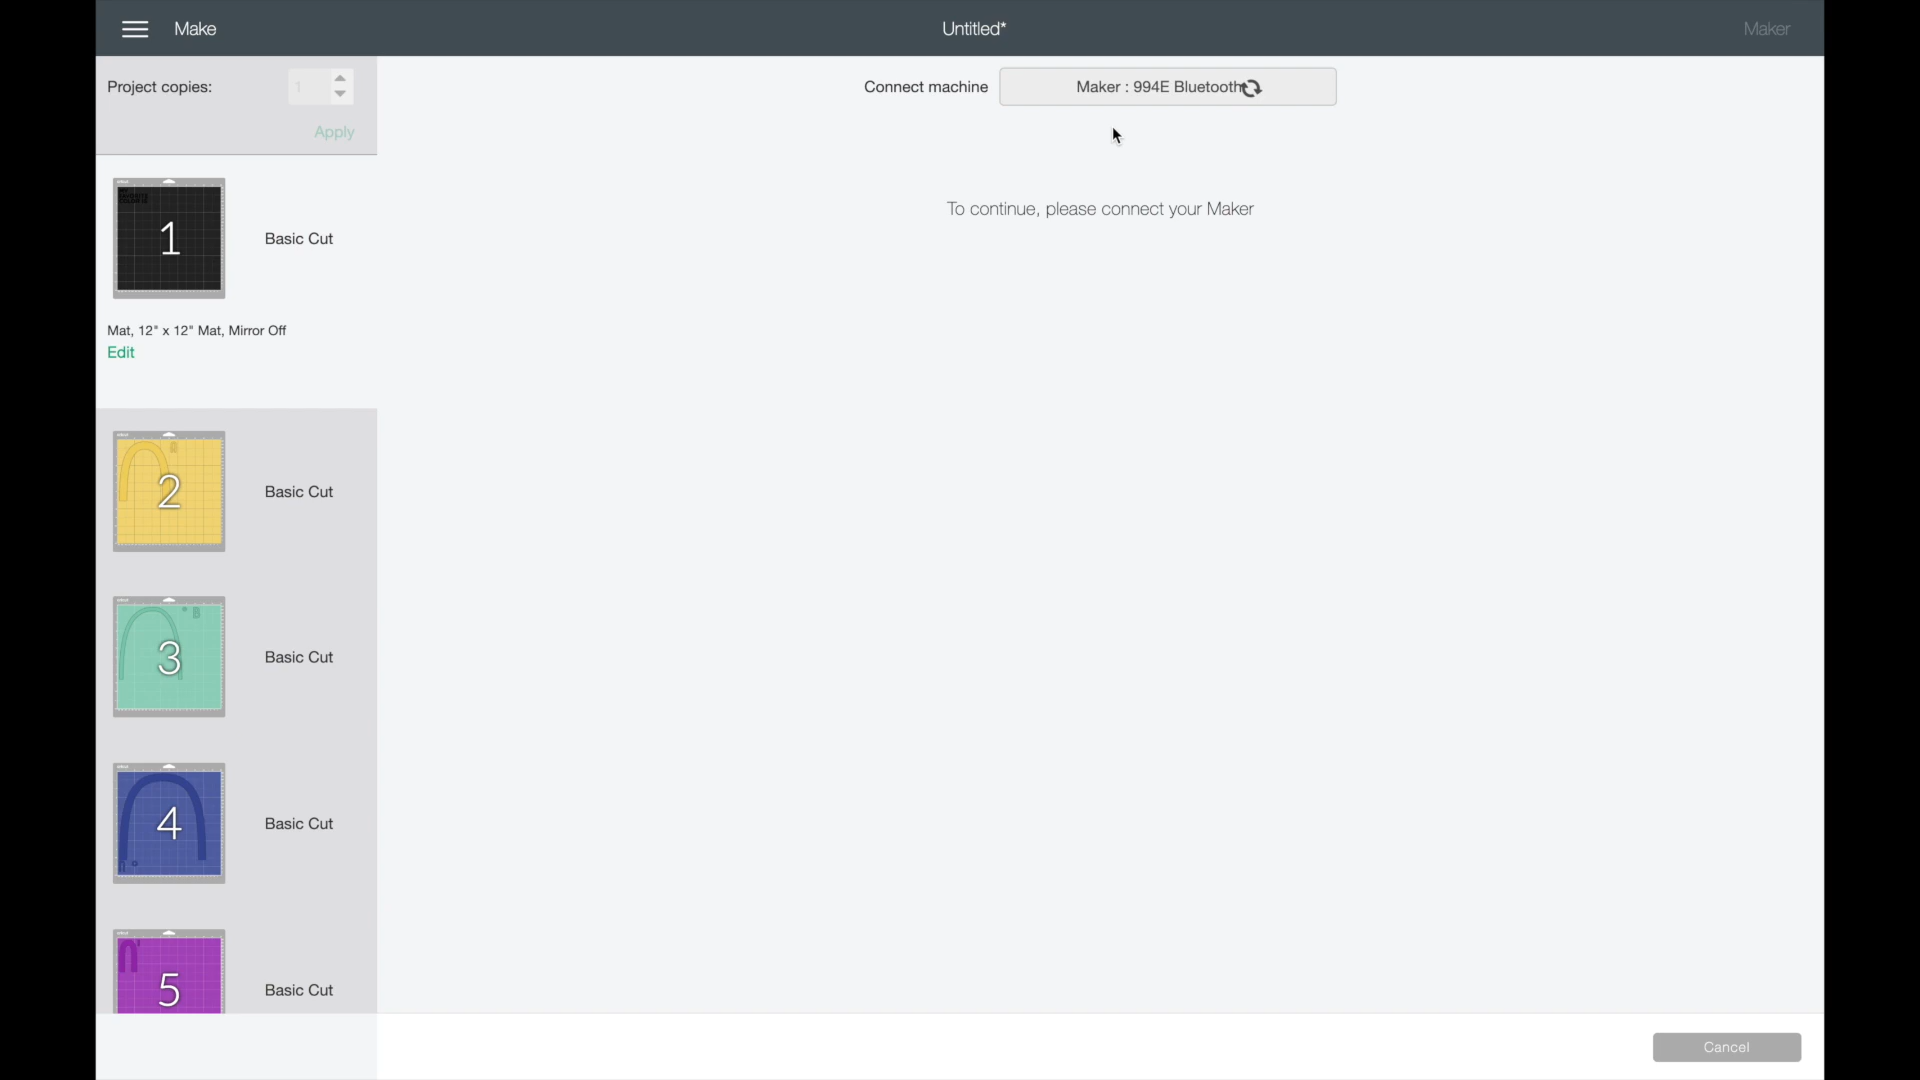 Make
Untitled*
Maker
Project copies:
1
Connect machine
Maker : 994E Bluetooth
Apply
To continue, please connect your Maker
1
Basic Cut
Mat, 12" x 12" Mat, Mirror Off
Edit
2
Basic Cut
3
Basic Cut
4
Basic Cut
5
Basic Cut
Cancel